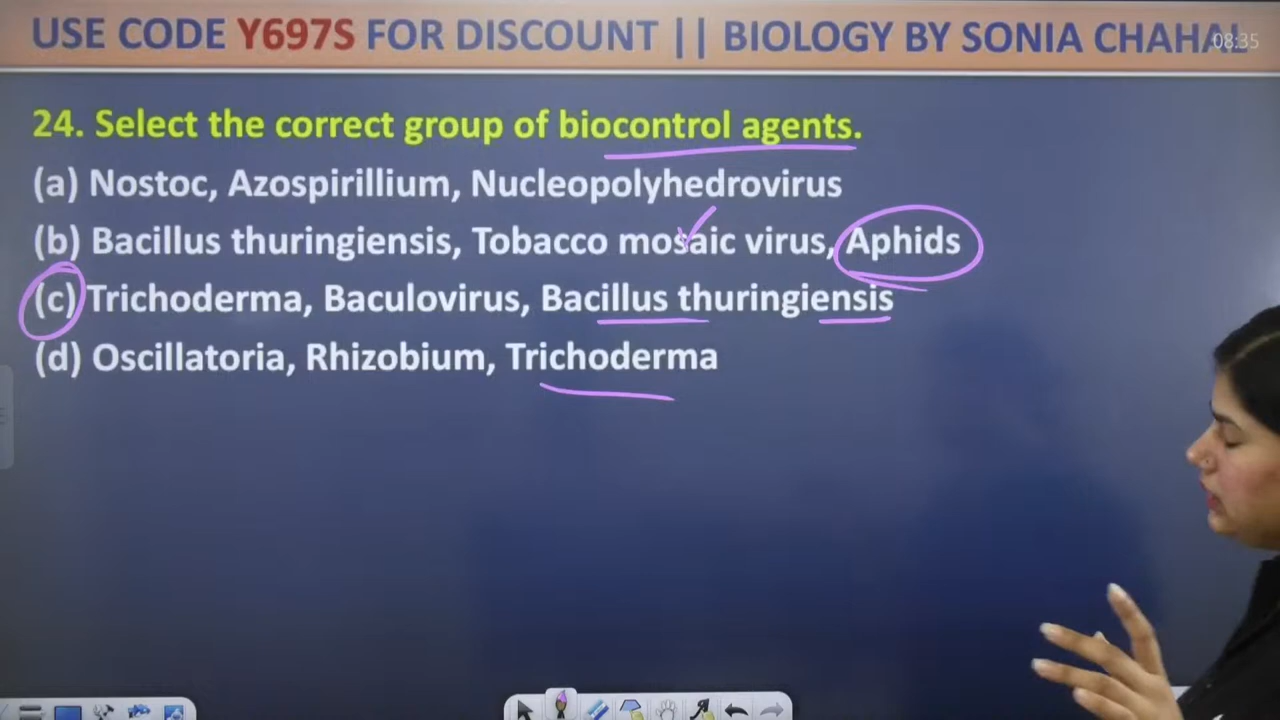 USE CODE Y697S FOR DISCOUNT || BIOLOGY BY SONIA CHAHAL
08:35
24. Select the correct group of biocontrol agents.
(a) Nostoc, Azospirillium, Nucleopolyhedrovirus
(b) Bacillus thuringiensis, Tobacco mosaic virus, Aphids
(c) Trichoderma, Baculovirus, Bacillus thuringiensis
(d) Oscillatoria, Rhizobium, Trichoderma